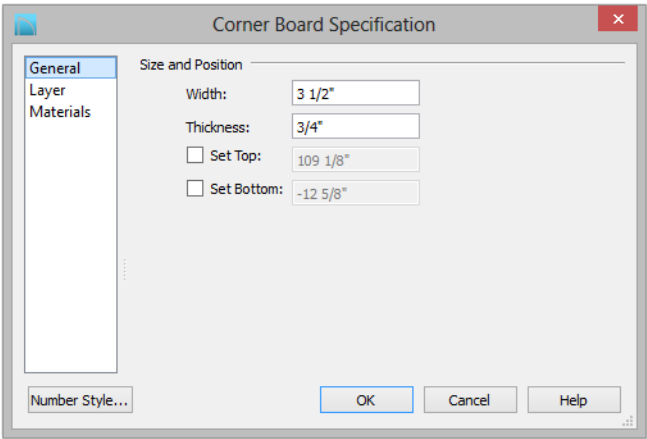 Corner Board Specification
General
Layer
Materials
Size and Position
Width: 3 1/2"
Thickness: 3/4"
Set Top: 109 1/8"
Set Bottom: -12 5/8"
Number Style...
OK
Cancel
Help